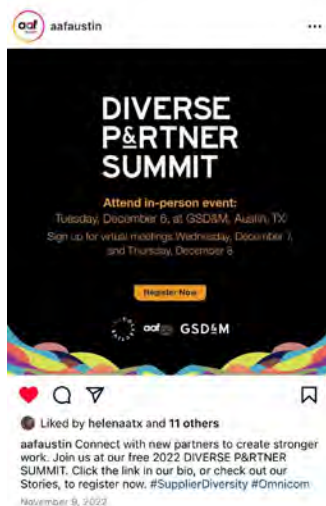 aaf
aafaustin
DIVERSE
P&RTNER
SUMMIT
Attend in-person event:
Tuesday, December 6, at GSD&M, Austin, TX
Sign up for virtual meetings Wednesday, December 7,
and Thursday, December 8
Register Now
aaf GSD&M
Liked by helenaatx and 11 others
aafaustin Connect with new partners to create stronger
work. Join us at our free 2022 DIVERSE P&RTNER
SUMMIT. Click the link in our bio, or check out our
Stories, to register now. #SupplierDiversity #Omnicom
November 9, 2022